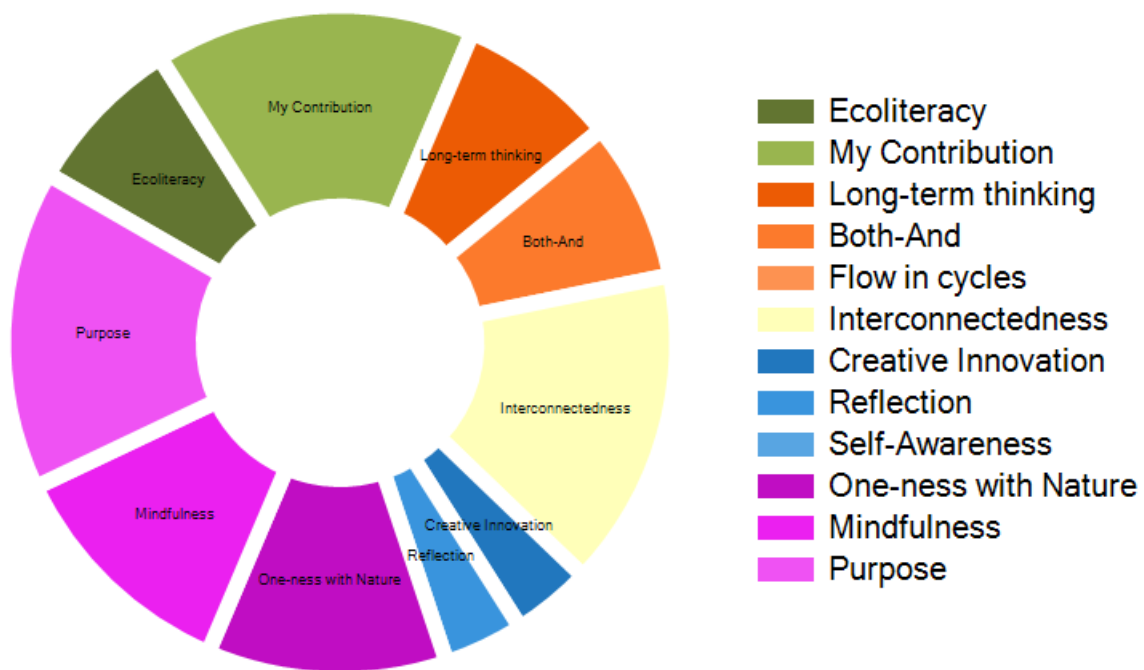 My Contribution
Long-term thinking
Ecoliteracy
Both-And
Purpose
Interconnectedness
Mindfulness
Creative Innovation
Reflection
One-ness with Nature
Ecoliteracy
My Contribution
Long-term thinking
Both-And
Flow in cycles
Interconnectedness
Creative Innovation
Reflection
Self-Awareness
One-ness with Nature
Mindfulness
Purpose